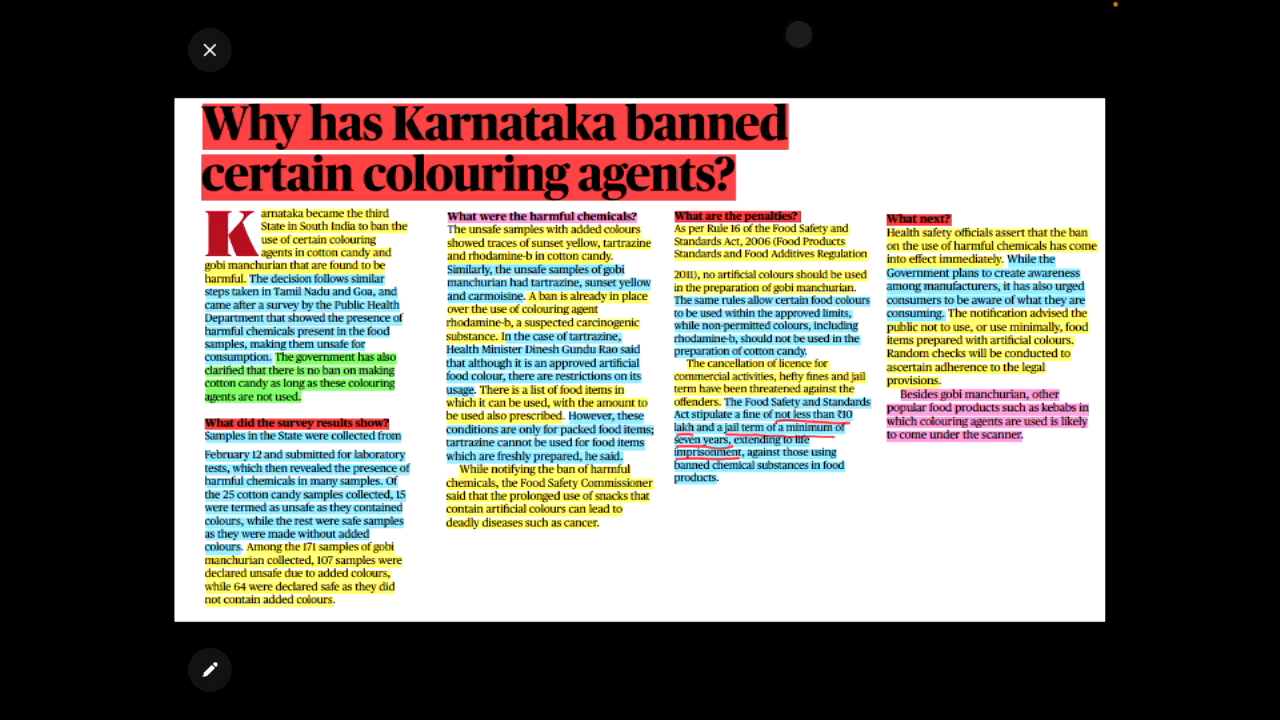 Why has Karnataka banned
certain colouring agents?
Karnataka became the third
State in South India to ban the
use of certain colouring
agents in cotton candy and
gobi manchurian that are found to be
harmful. The decision follows similar
steps taken in Tamil Nadu and Goa, and
came after a survey by the Public Health
Department that showed the presence of
harmful chemicals present in the food
samples, making them unsafe for
consumption. The government has also
clarified that there is no ban on making
cotton candy as long as these colouring
agents are not used.
What did the survey results show?
Samples in the State were collected from
February 12 and submitted for laboratory
tests, which then revealed the presence of
harmful chemicals in many samples. Of
the 25 cotton candy samples collected, 15
were termed as unsafe as they contained
colours, while the rest were safe samples
as they were made without added
colours. Among the 171 samples of gobi
manchurian collected, 107 samples were
declared unsafe due to added colours,
while 64 were declared safe as they did
not contain added colours.
What were the harmful chemicals?
The unsafe samples with added colours
showed traces of sunset yellow, tartrazine
and rhodamine-b in cotton candy.
Similarly, the unsafe samples of gobi
manchurian had tartrazine, sunset yellow
and carmoisine. A ban is already in place
over the use of colouring agent
rhodamine-b, a suspected carcinogenic
substance. In the case of tartrazine,
Health Minister Dinesh Gundu Rao said
that although it is an approved artificial
food colour, there are restrictions on its
usage. There is a list of food items in
which it can be used, with the amount to
be used also prescribed. However, these
conditions are only for packed food items;
tartrazine cannot be used for food items
which are freshly prepared, he said.
While notifying the ban of harmful
chemicals, the Food Safety Commissioner
said that the prolonged use of snacks that
contain artificial colours can lead to
deadly diseases such as cancer.
What are the penalties?
As per Rule 16 of the Food Safety and
Standards Act, 2006 (Food Products
Standards and Food Additives Regulation
2011), no artificial colours should be used
in the preparation of gobi manchurian.
The same rules allow certain food colours
to be used within the approved limits,
while non-permitted colours, including
rhodamine-b, should not be used in the
preparation of cotton candy.
The cancellation of licence for
commercial activities, hefty fines and jail
term have been threatened against the
offenders. The Food Safety and Standards
Act stipulate a fine of not less than ₹10
lakh and a jail term of a minimum of
seven years, extending to life
imprisonment, against those using
banned chemical substances in food
products.
What next?
Health safety officials assert that the ban
on the use of harmful chemicals has come
into effect immediately. While the
Government plans to create awareness
among manufacturers, it has also urged
consumers to be aware of what they are
consuming. The notification advised the
public not to use, or use minimally, food
items prepared with artificial colours.
Random checks will be conducted to
ascertain adherence to the legal
provisions.
Besides gobi manchurian, other
popular food products such as kebabs in
which colouring agents are used is likely
to come under the scanner.